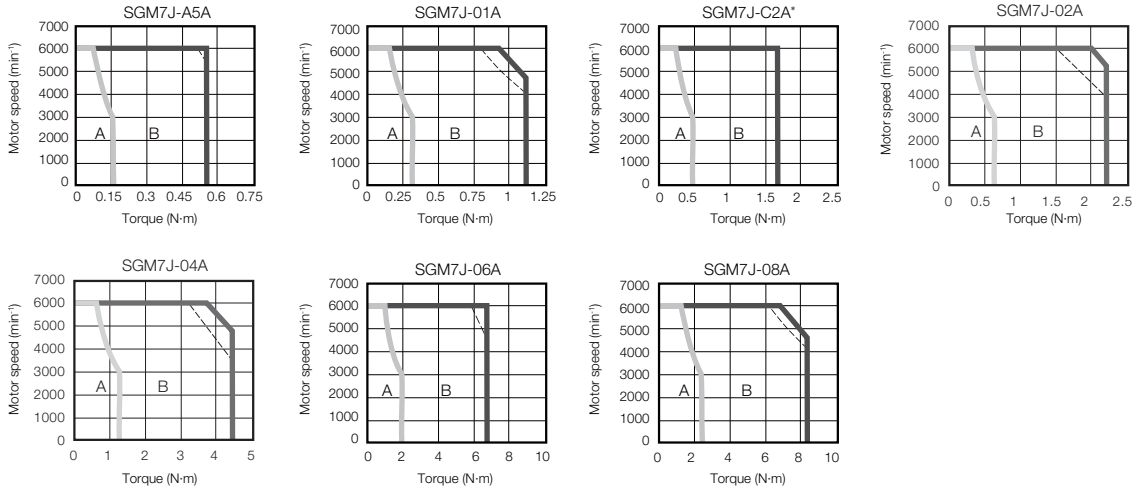 SGM7J-A5A
Motor speed (min⁻¹)
7000
6000
5000
4000
3000
2000
1000
0
A
B
0 0.15 0.3 0.45 0.6 0.75
Torque (N·m)
SGM7J-01A
Motor speed (min⁻¹)
7000
6000
5000
4000
3000
2000
1000
0
A
B
0 0.25 0.5 0.75 1 1.25
Torque (N·m)
SGM7J-C2A*
Motor speed (min⁻¹)
7000
6000
5000
4000
3000
2000
1000
0
A
B
0 0.5 1 1.5 2 2.5
Torque (N·m)
SGM7J-02A
Motor speed (min⁻¹)
7000
6000
5000
4000
3000
2000
1000
0
A
B
0 0.5 1 1.5 2 2.5
Torque (N·m)
SGM7J-04A
Motor speed (min⁻¹)
7000
6000
5000
4000
3000
2000
1000
0
A
B
0 1 2 3 4 5
Torque (N·m)
SGM7J-06A
Motor speed (min⁻¹)
7000
6000
5000
4000
3000
2000
1000
0
A
B
0 2 4 6 8 10
Torque (N·m)
SGM7J-08A
Motor speed (min⁻¹)
7000
6000
5000
4000
3000
2000
1000
0
A
B
0 2 4 6 8 10
Torque (N·m)